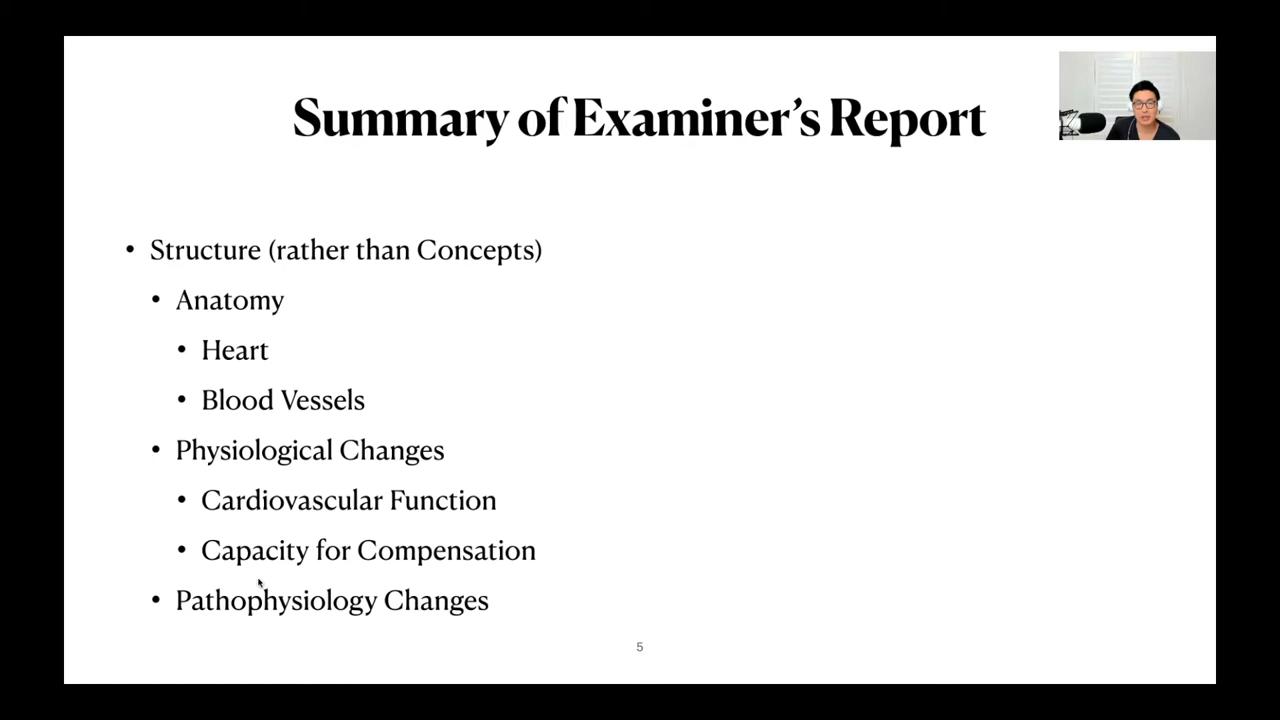 Summary of Examiner’s Report
• Structure (rather than Concepts)
• Anatomy
• Heart
• Blood Vessels
• Physiological Changes
• Cardiovascular Function
• Capacity for Compensation
• Pathophysiology Changes
5